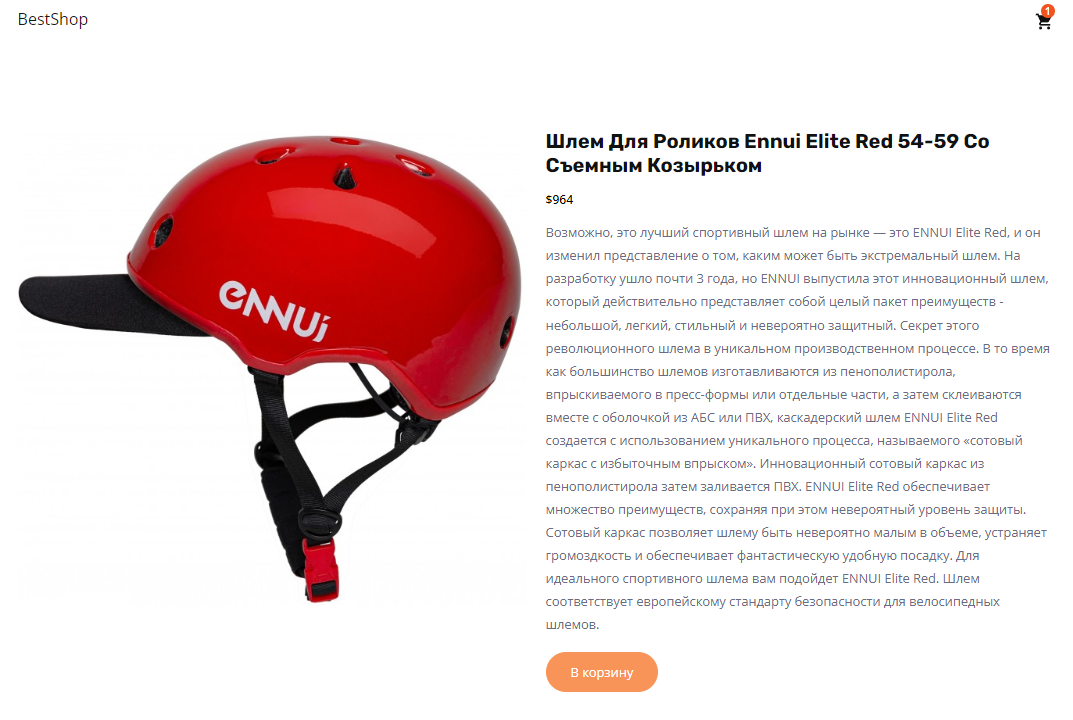 BestShop
1
Шлем Для Роликов Ennui Elite Red 54-59 Со
Съемным Козырьком
$964
Возможно, это лучший спортивный шлем на рынке — это ENNUI Elite Red, и он
изменил представление о том, каким может быть экстремальный шлем. На
разработку ушло почти 3 года, но ENNUI выпустила этот инновационный шлем,
который действительно представляет собой целый пакет преимуществ -
небольшой, легкий, стильный и невероятно защитный. Секрет этого
революционного шлема в уникальном производственном процессе. В то время
как большинство шлемов изготавливаются из пенополистирола,
впрыскиваемого в пресс-формы или отдельные части, а затем склеиваются
вместе с оболочкой из АБС или ПВХ, каскадерский шлем ENNUI Elite Red
создается с использованием уникального процесса, называемого «сотовый
каркас с избыточным впрыском». Инновационный сотовый каркас из
пенополистирола затем заливается ПВХ. ENNUI Elite Red обеспечивает
множество преимуществ, сохраняя при этом невероятный уровень защиты.
Сотовый каркас позволяет шлему быть невероятно малым в объеме, устраняет
громоздкость и обеспечивает фантастическую удобную посадку. Для
идеального спортивного шлема вам подойдет ENNUI Elite Red. Шлем
соответствует европейскому стандарту безопасности для велосипедных
шлемов.
ennui
В корзину